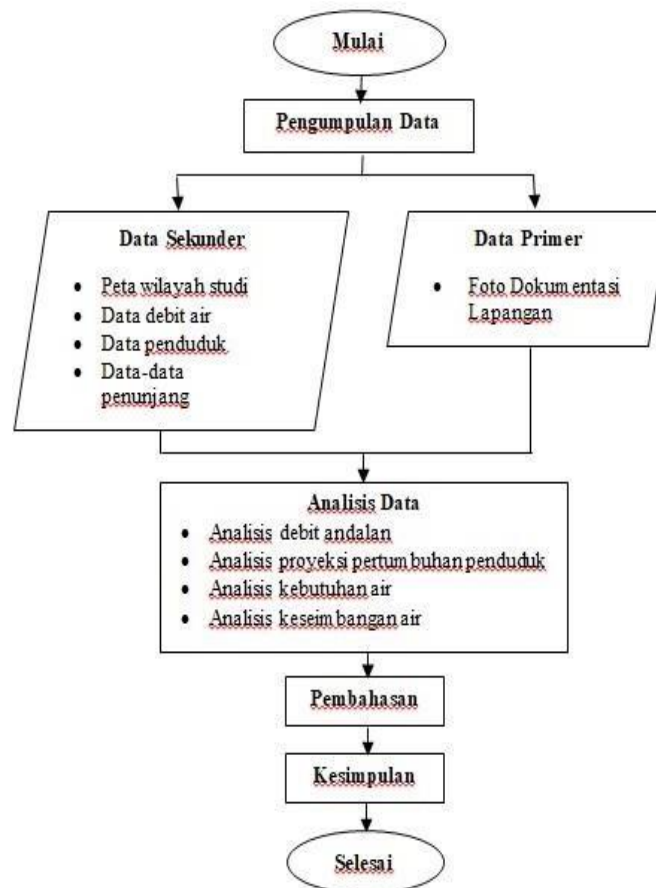 Mulai
Pengumpulan Data
Data Sekunder
• Peta wilayah studi
• Data debit air
• Data penduduk
• Data-data
penunjang
Data Primer
• Foto Dokumentasi
Lapangan
Analisis Data
• Analisis debit andalan
• Analisis proyeksi pertumbuhan penduduk
• Analisis kebutuhan air
• Analisis keseimbangan air
Pembahasan
Kesimpulan
Selesai